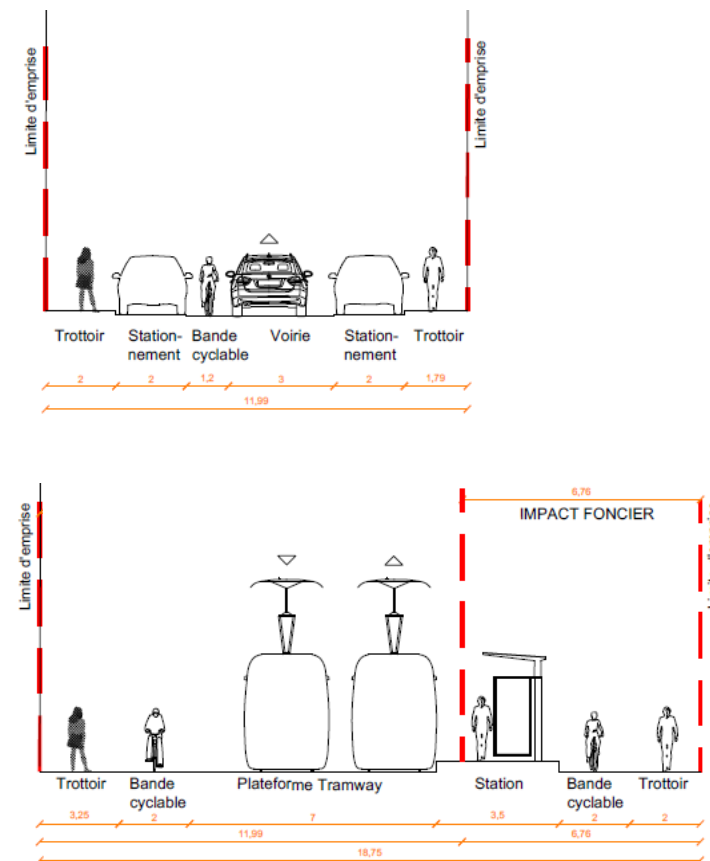 Limite d'emprise
Limite d'emprise
Trottoir
Station-
nement
Bande
cyclable
Voirie
Station-
nement
Trottoir
2
2
1,2
3
2
1,79
11,99
6,76
IMPACT FONCIER
Limite d'emprise
Trottoir
Bande
cyclable
Plateforme Tramway
Station
Bande
cyclable
Trottoir
3,25
2
7
3,5
2
2
11,99
6,76
18,75